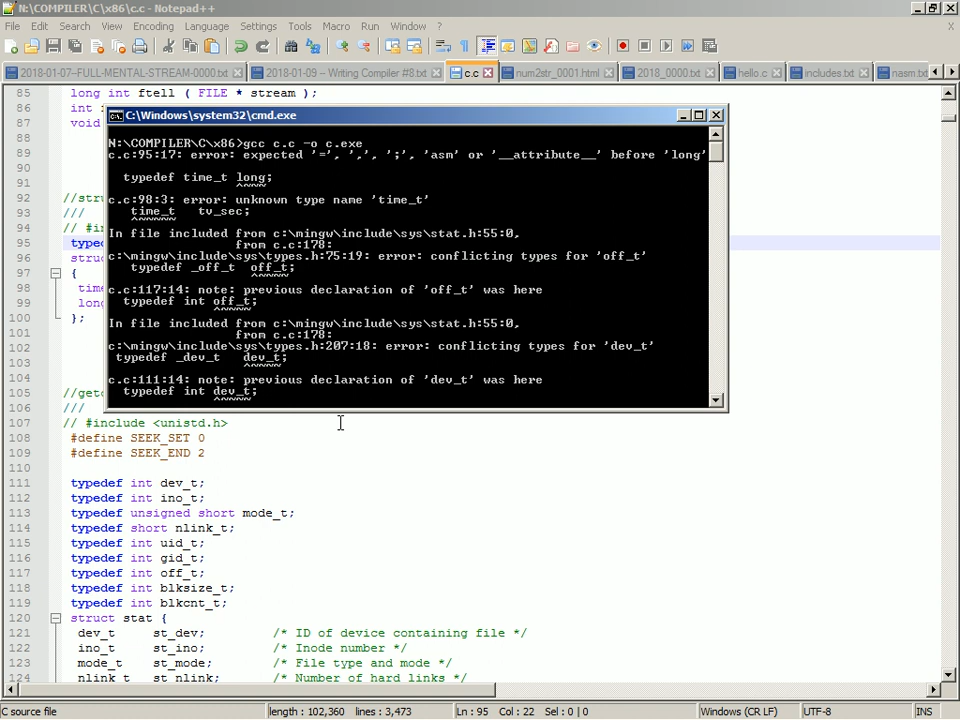 N:\COMPILER\C\x86\c.c - Notepad++
File Edit Search View Encoding Language Settings Tools Macro Run Window ?
2018-01-07-FULL-MENTAL-STREAM-0000.txt 2018-01-09 – Writing Compiler #8.txt c.c num2str_0001.html 2018_0000.txt hello.c includes.txt nasm.tx
85 long int ftell ( FILE * stream );
86 int
87 void
88
89
90
91
92 //str
93 ///
94 // #i
95 typed
96 struc
97 {
98 time
99 long
100 };
101
102
103
104
105 //getc
106 ///
107 // #include <unistd.h>
108 #define SEEK_SET 0
109 #define SEEK_END 2
110
111 typedef int dev_t;
112 typedef int ino_t;
113 typedef unsigned short mode_t;
114 typedef short nlink_t;
115 typedef int uid_t;
116 typedef int gid_t;
117 typedef int off_t;
118 typedef int blksize_t;
119 typedef int blkcnt_t;
120 struct stat {
121 dev_t st_dev; /* ID of device containing file */
122 ino_t st_ino; /* Inode number */
123 mode_t st_mode; /* File type and mode */
124 nlink_t st_nlink; /* Number of hard links */
C:\Windows\system32\cmd.exe
N:\COMPILER\C\x86>gcc c.c -o c.exe
c.c:95:17: error: expected '=', ',', ';', 'asm' or '__attribute__' before 'long'
typedef time_t long;
^~~~
c.c:98:3: error: unknown type name 'time_t'
time_t tv_sec;
^~~~~~
In file included from c:\mingw\include\sys\stat.h:55:0,
from c.c:178:
c:\mingw\include\sys\types.h:75:19: error: conflicting types for 'off_t'
typedef _off_t off_t;
^~~~~
c.c:117:14: note: previous declaration of 'off_t' was here
typedef int off_t;
^~~~~
In file included from c:\mingw\include\sys\stat.h:55:0,
from c.c:178:
c:\mingw\include\sys\types.h:207:18: error: conflicting types for 'dev_t'
typedef _dev_t dev_t;
^~~~~
c.c:111:14: note: previous declaration of 'dev_t' was here
typedef int dev_t;
^~~~~
C source file length : 102,360 lines : 3,473 Ln : 95 Col : 22 Sel : 0 | 0 Windows (CR LF) UTF-8 INS